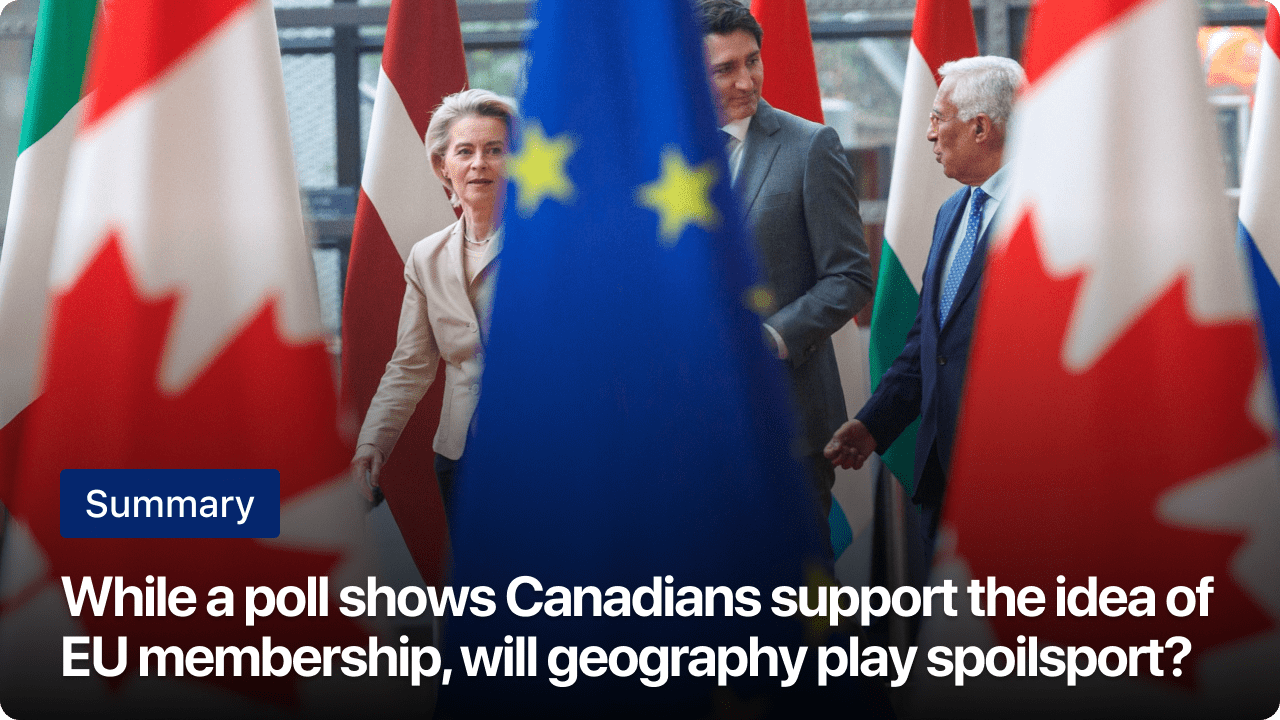 Summary
While a poll shows Canadians support the idea of
EU membership, will geography play spoilsport?